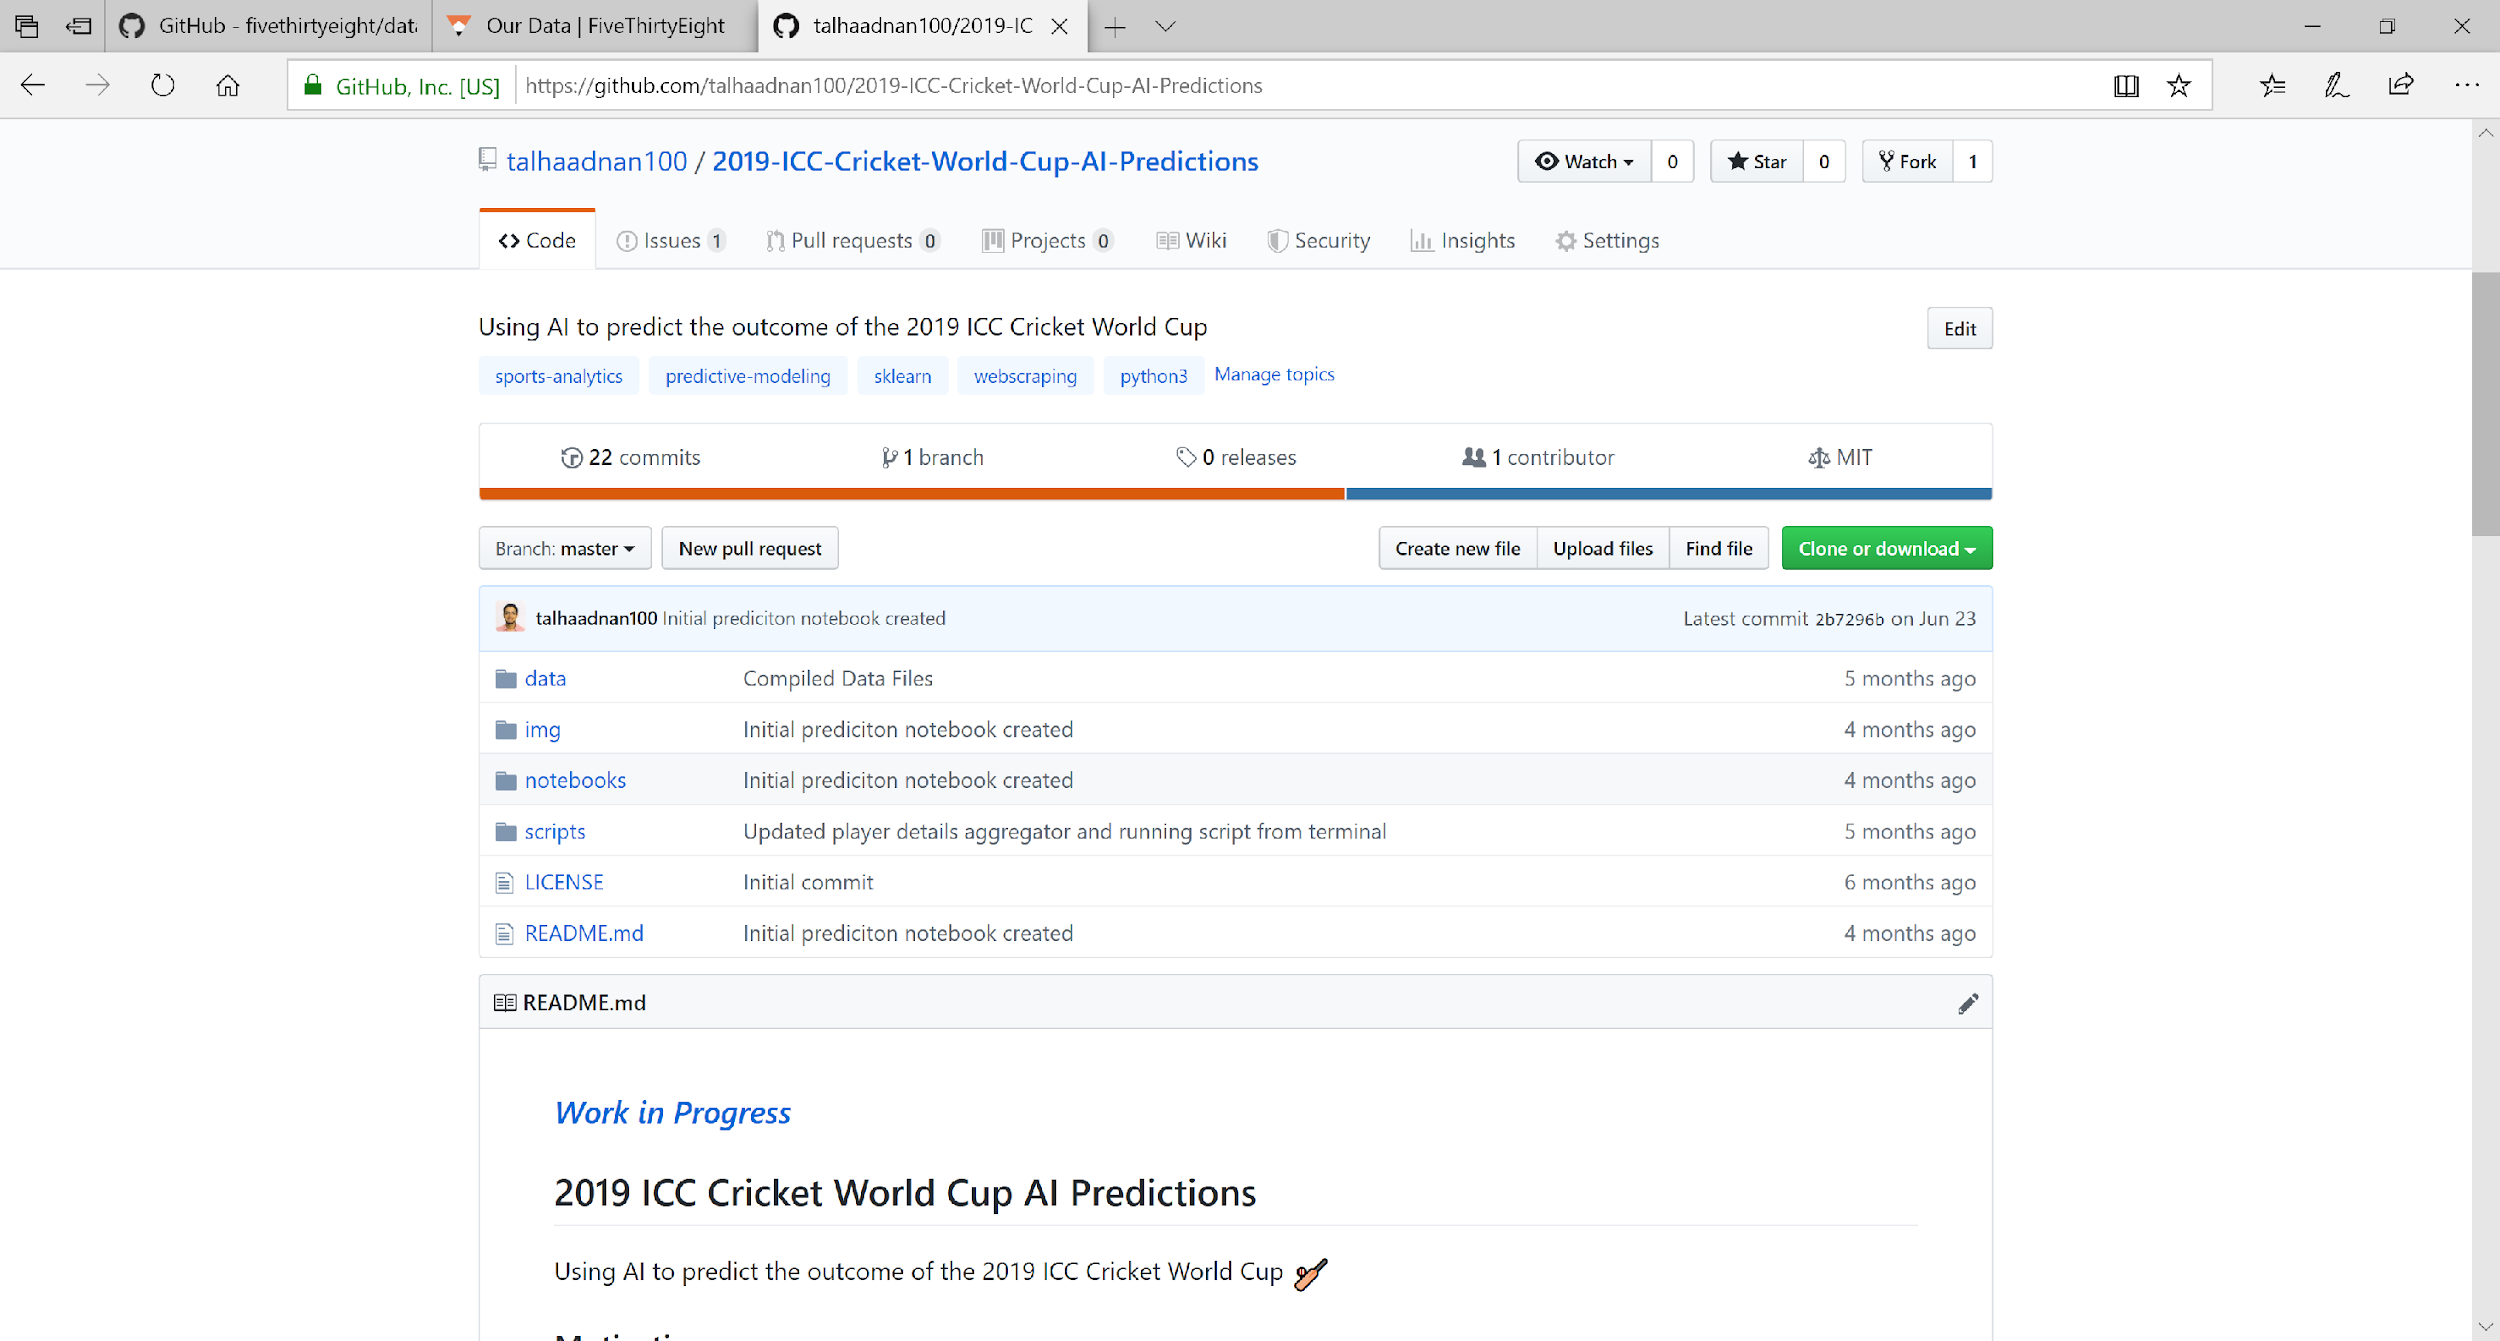 GitHub - fivethirtyeight/data
Our Data | FiveThirtyEight
talhaadnan100/2019-IC
GitHub, Inc. [US]
https://github.com/talhaadnan100/2019-ICC-Cricket-World-Cup-AI-Predictions
talhaadnan100 / 2019-ICC-Cricket-World-Cup-AI-Predictions
Watch 0 Star 0 Fork 1
Code Issues 1 Pull requests 0 Projects 0 Wiki Security Insights Settings
Using AI to predict the outcome of the 2019 ICC Cricket World Cup
Edit
sports-analytics predictive-modeling sklearn webscraping python3 Manage topics
22 commits 1 branch 0 releases 1 contributor MIT
Branch: master New pull request Create new file Upload files Find file Clone or download
talhaadnan100 Initial prediciton notebook created Latest commit 2b7296b on Jun 23
data Compiled Data Files 5 months ago
img Initial prediciton notebook created 4 months ago
notebooks Initial prediciton notebook created 4 months ago
scripts Updated player details aggregator and running script from terminal 5 months ago
LICENSE Initial commit 6 months ago
README.md Initial prediciton notebook created 4 months ago
README.md
Work in Progress
2019 ICC Cricket World Cup AI Predictions
Using AI to predict the outcome of the 2019 ICC Cricket World Cup